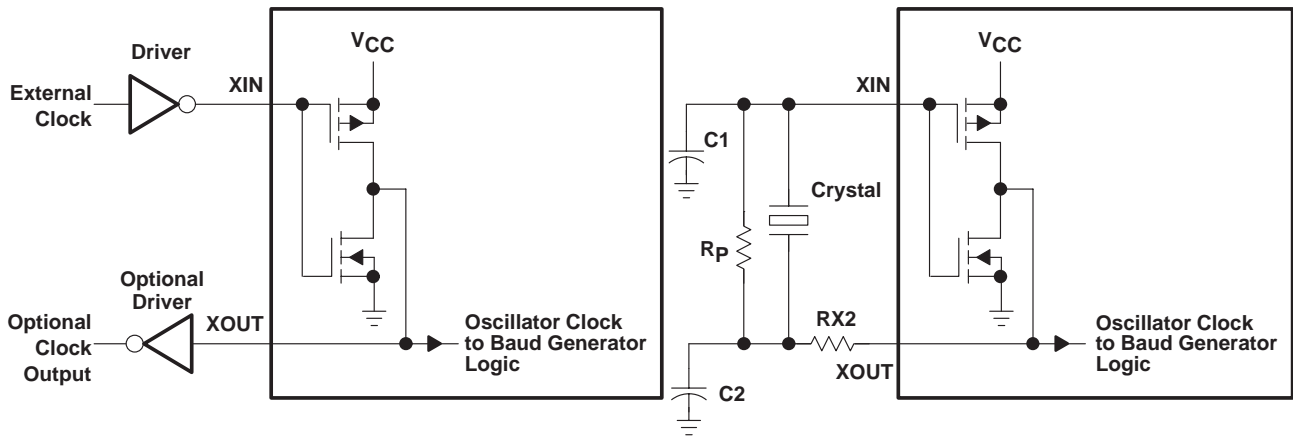 Driver
External
Clock
XIN
VCC
Optional
Driver
Optional
Clock
Output
XOUT
Oscillator Clock
to Baud Generator
Logic
XIN
VCC
C1
Crystal
RP
RX2
XOUT
C2
Oscillator Clock
to Baud Generator
Logic